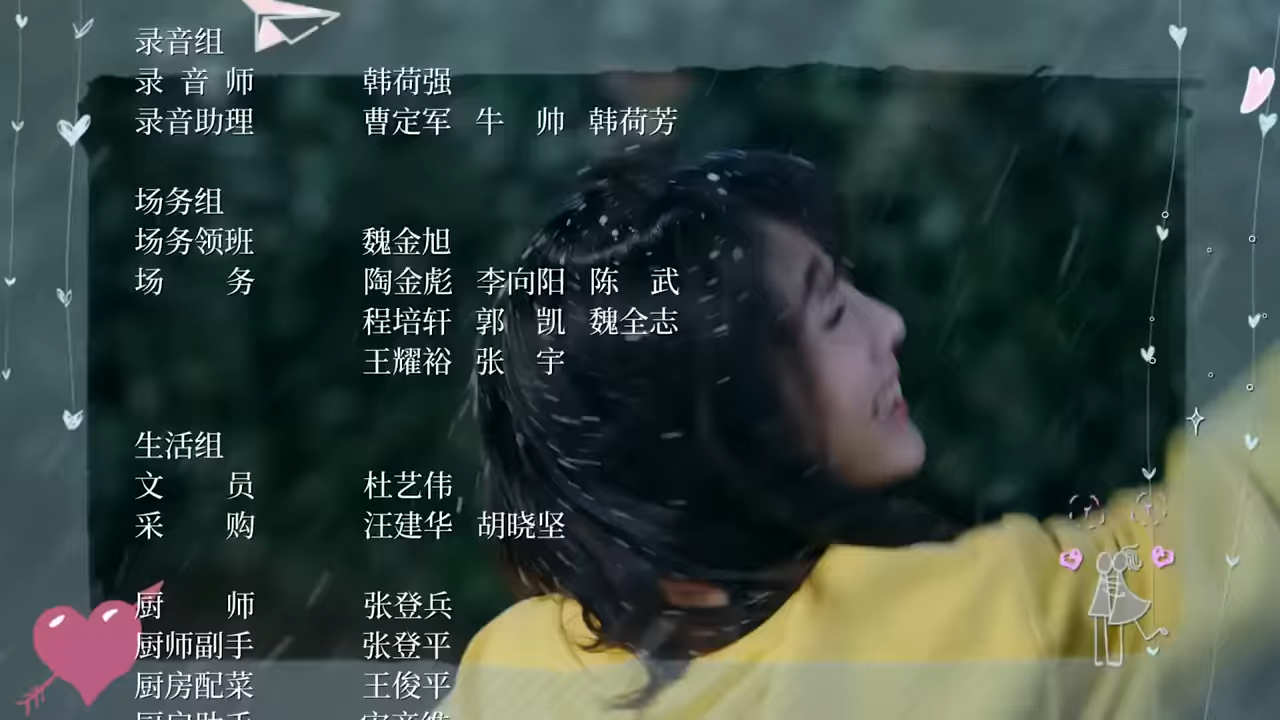 录音组
录音师 韩荷强
录音助理 曹定军 牛帅 韩荷芳
场务组
场务领班 魏金旭
场务 陶金彪 李向阳 陈武
程培轩 郭凯 魏全志
王耀裕 张宇
生活组
文员 杜艺伟
采购 汪建华 胡晓坚
厨师 张登兵
厨师副手 张登平
厨房配菜 王俊平